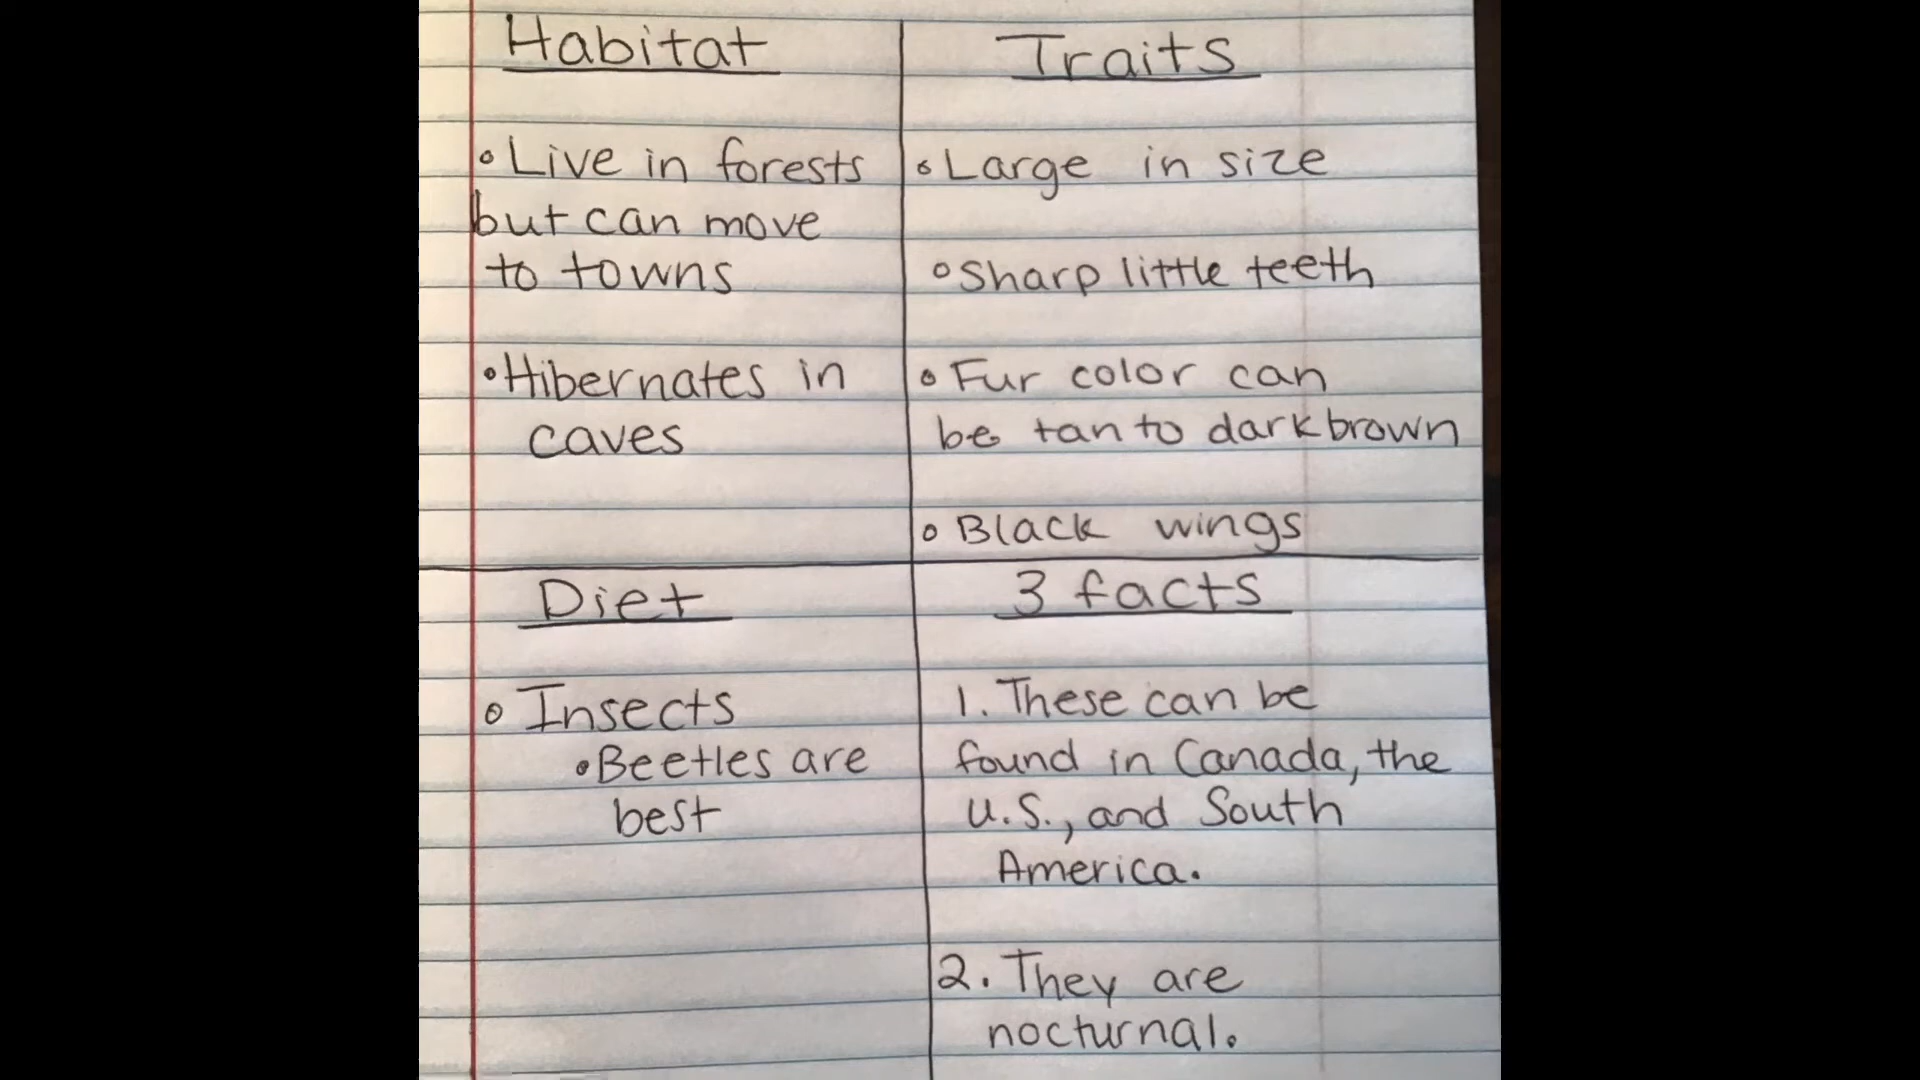 Habitat
• Live in forests
but can move
to towns
• Hibernates in
caves
Traits
• Large in size
• Sharp little teeth
• Fur color can
be tan to dark brown
• Black wings
Diet
• Insects
• Beetles are
best
3 facts
1. These can be
found in Canada, the
U.S., and South
America.
2. They are
nocturnal.